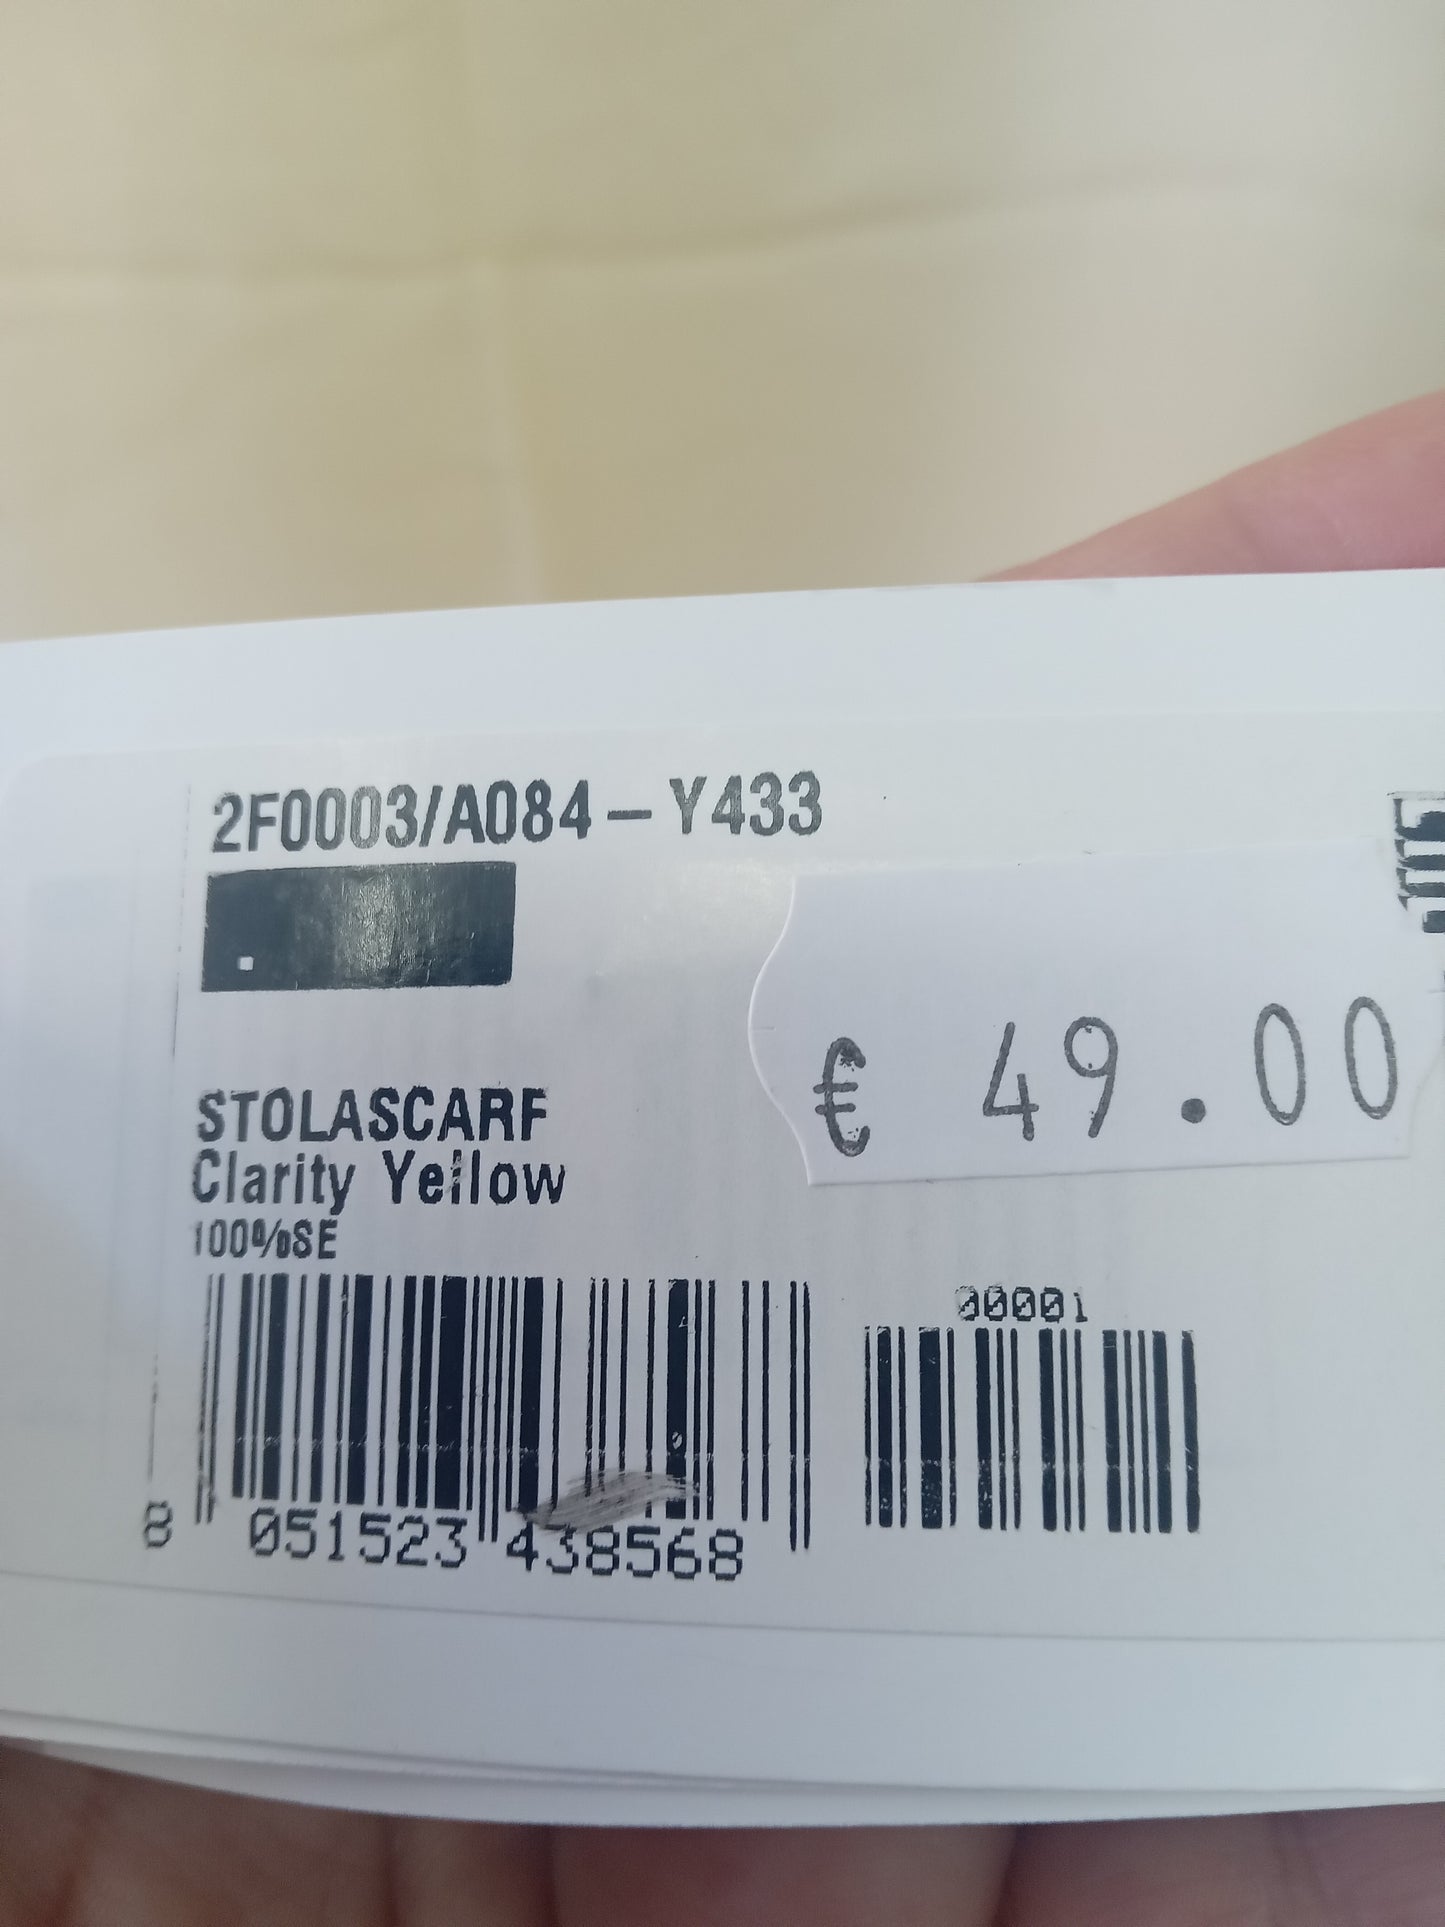 2F0003/A084-Y433
€ 49.00
STOLASCARF
Clarity Yellow
100%SE
00001
8 051523 438568